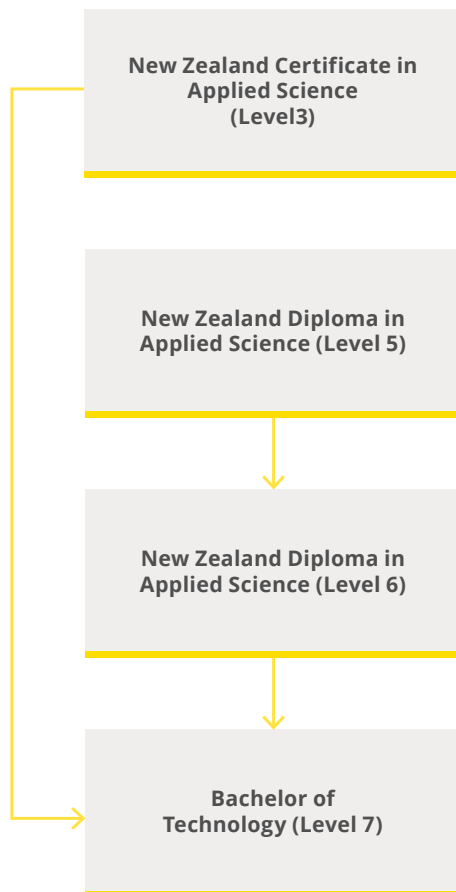 New Zealand Certificate in
Applied Science
(Level3)
New Zealand Diploma in
Applied Science (Level 5)
New Zealand Diploma in
Applied Science (Level 6)
Bachelor of
Technology (Level 7)